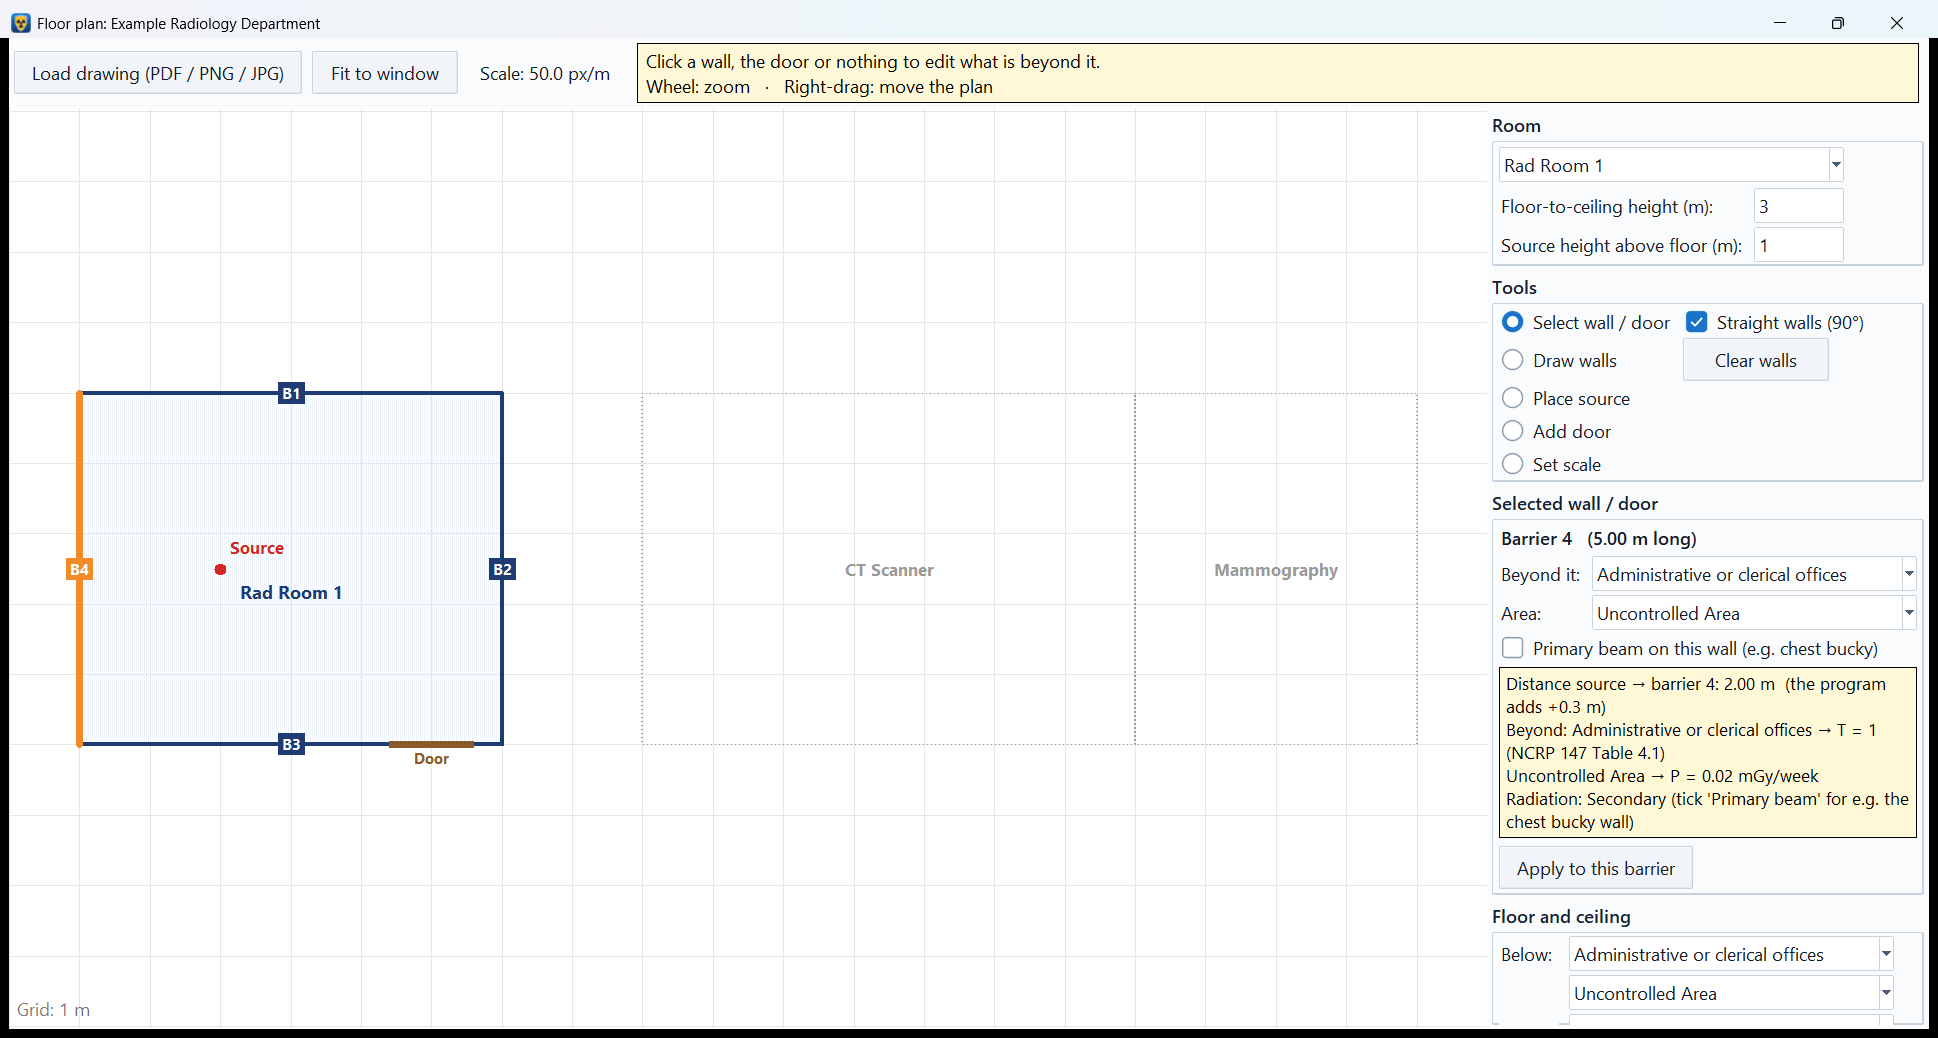 Floor plan: Example Radiology Department
Load drawing (PDF / PNG / JPG)
Fit to window
Scale: 50.0 px/m
Click a wall, the door or nothing to edit what is beyond it.
Wheel: zoom · Right-drag: move the plan
Room
Rad Room 1
Floor-to-ceiling height (m): 3
Source height above floor (m): 1
Tools
Select wall / door
Straight walls (90°)
Draw walls
Clear walls
Place source
Add door
Set scale
Selected wall / door
Barrier 4 (5.00 m long)
Beyond it: Administrative or clerical offices
Area: Uncontrolled Area
Primary beam on this wall (e.g. chest bucky)
Distance source → barrier 4: 2.00 m (the program
adds +0.3 m)
Beyond: Administrative or clerical offices → T = 1
(NCRP 147 Table 4.1)
Uncontrolled Area → P = 0.02 mGy/week
Radiation: Secondary (tick 'Primary beam' for e.g. the
chest bucky wall)
Apply to this barrier
Floor and ceiling
Below: Administrative or clerical offices
Uncontrolled Area
B1
B4
Source
Rad Room 1
B2
B3
Door
CT Scanner
Mammography
Grid: 1 m